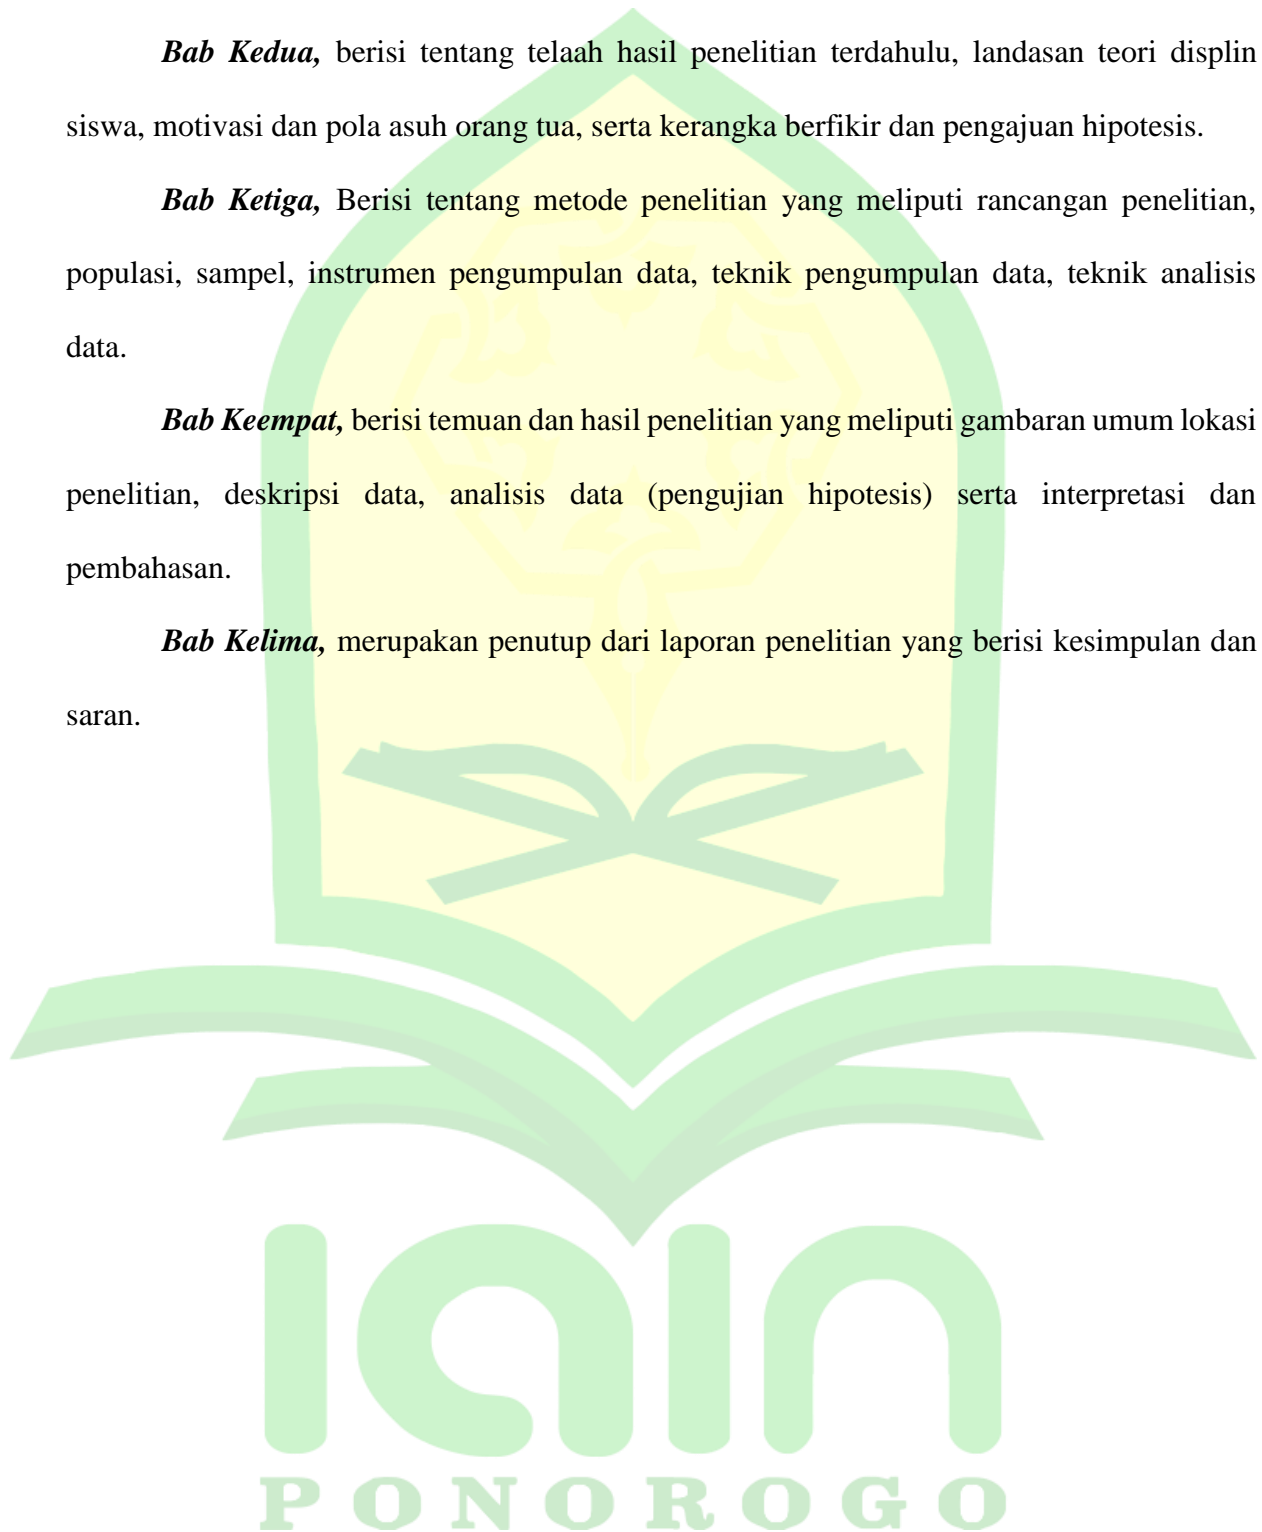 Bab Kedua, berisi tentang telaah hasil penelitian terdahulu, landasan teori displin
siswa, motivasi dan pola asuh orang tua, serta kerangka berfikir dan pengajuan hipotesis.
Bab Ketiga, Berisi tentang metode penelitian yang meliputi rancangan penelitian,
populasi, sampel, instrumen pengumpulan data, teknik pengumpulan data, teknik analisis
data.
Bab Keempat, berisi temuan dan hasil penelitian yang meliputi gambaran umum lokasi
penelitian, deskripsi data, analisis data (pengujian hipotesis) serta interpretasi dan
pembahasan.
Bab Kelima, merupakan penutup dari laporan penelitian yang berisi kesimpulan dan
saran.
iain
PONOROGO